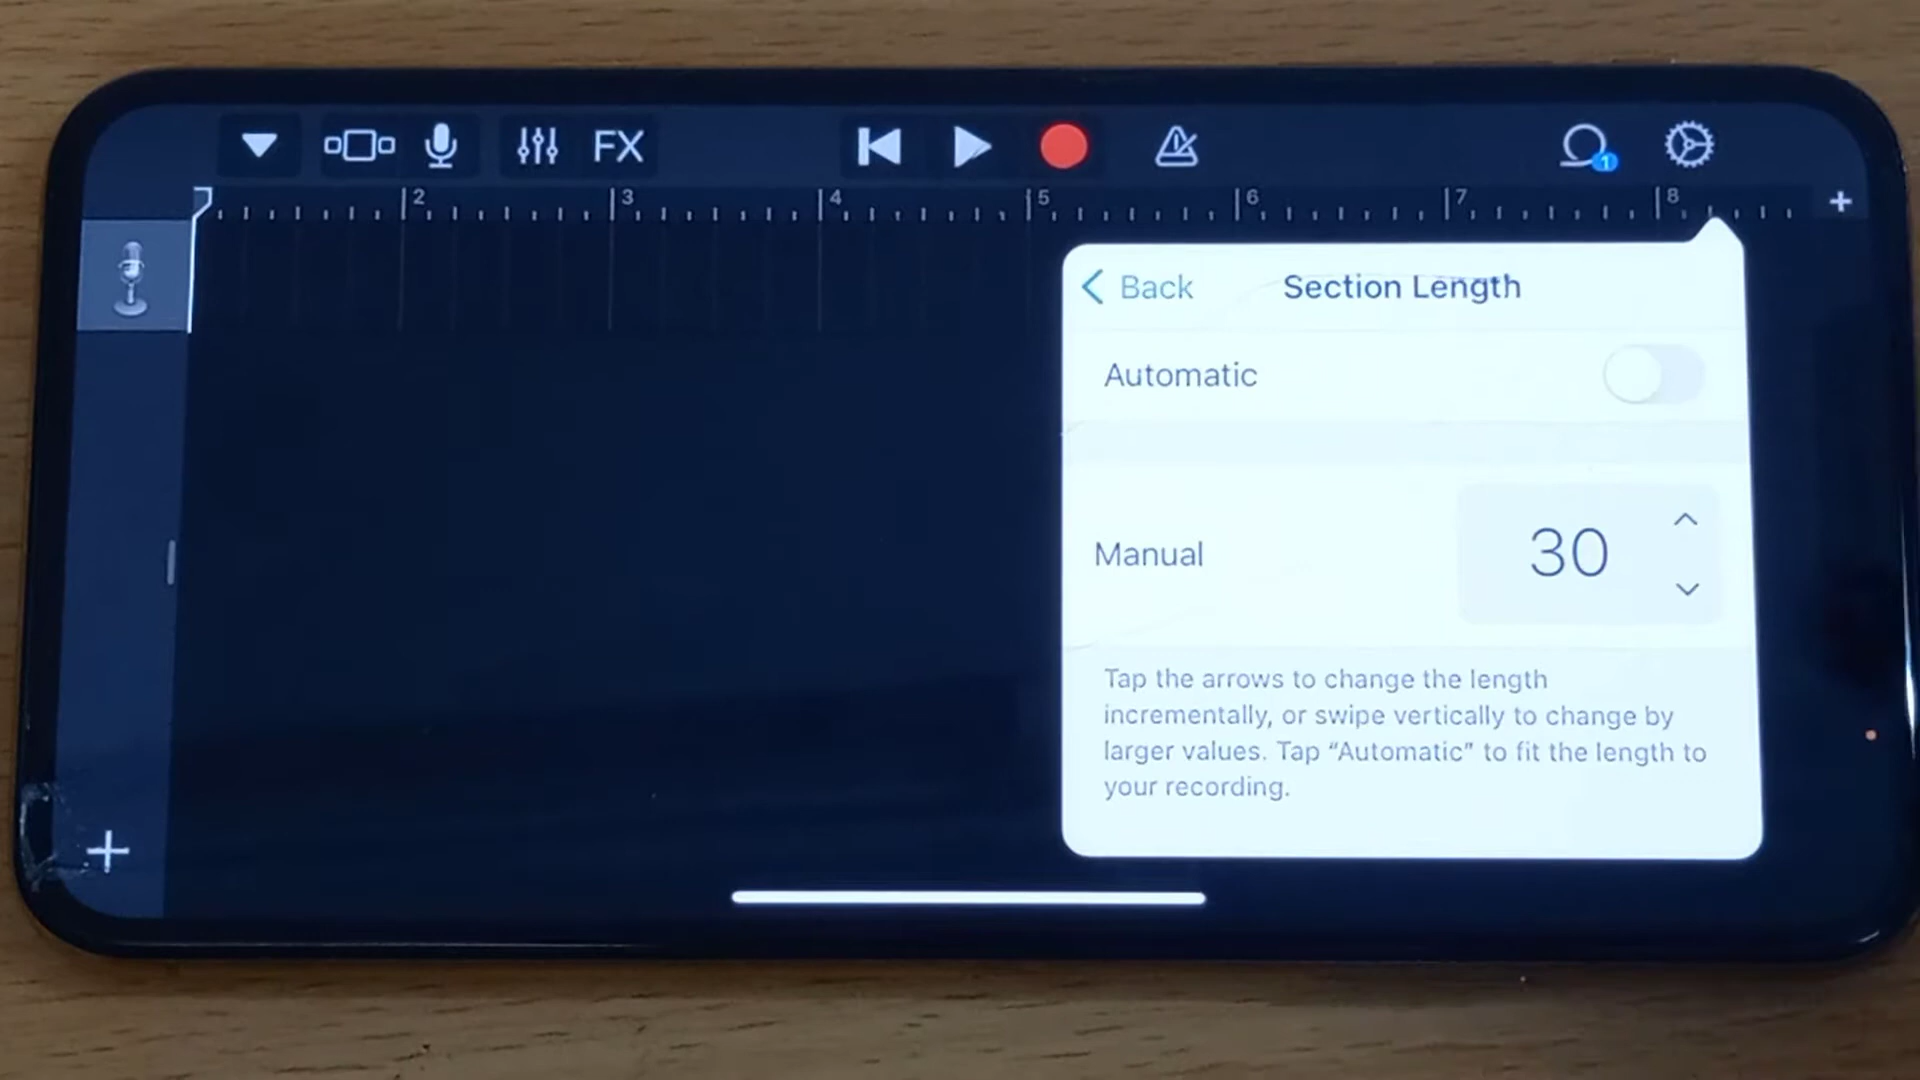 FX
1
2
3
4
5
6
7
8
Back
Section Length
Automatic
Manual
30
Tap the arrows to change the length
incrementally, or swipe vertically to change by
larger values. Tap “Automatic” to fit the length to
your recording.